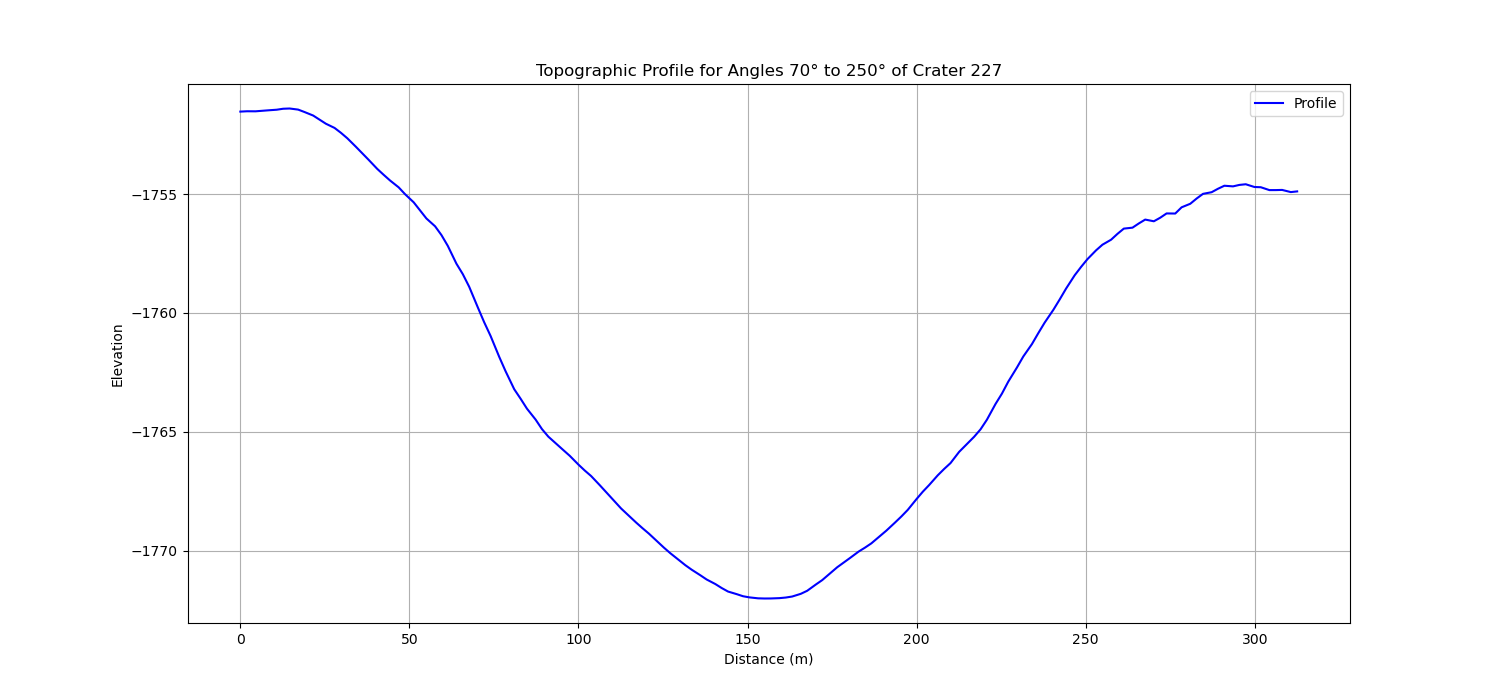 Topographic Profile for Angles 70° to 250° of Crater 227
Profile
−1755
−1760
−1765
−1770
Elevation
0 50 100 150 200 250 300
Distance (m)